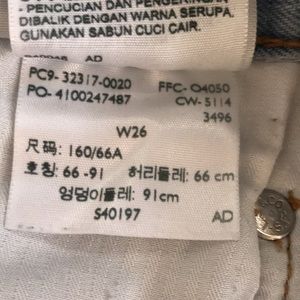 PENCUCIAN DAN PENGERINGAN
DIBALIK DENGAN WARNA SERUPA.
GUNAKAN SABUN CUCI CAIR.
AD
PC9- 32317-0020 FFC- 04050
PO- 4100247487 CW- 5114
3496
W26
尺码: 160/66A
호칭: 66 -91 허리둘레: 66 cm
엉덩이둘레: 91cm
S40197 AD